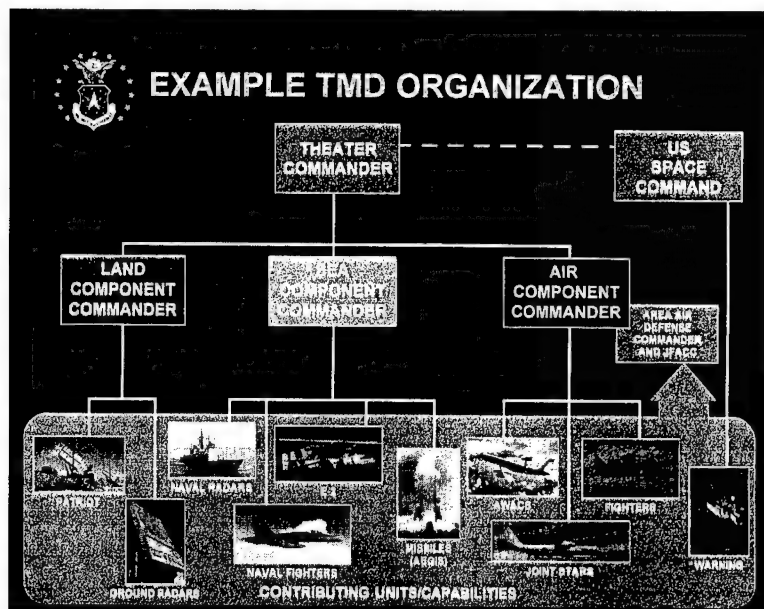 EXAMPLE TMD ORGANIZATION
THEATER
COMMANDER
US
SPACE
COMMAND
LAND
COMPONENT
COMMANDER
SEA
COMPONENT
COMMANDER
AIR
COMPONENT
COMMANDER
AREA AIR
DEFENSE
COMMANDER
AND JFACC
PATRIOT
GROUND RADARS
NAVAL RADARS
NAVAL FIGHTERS
MISSILES
(AEGIS)
AWACS
JOINT STARS
FIGHTERS
WARNING
CONTRIBUTING UNITS/CAPABILITIES